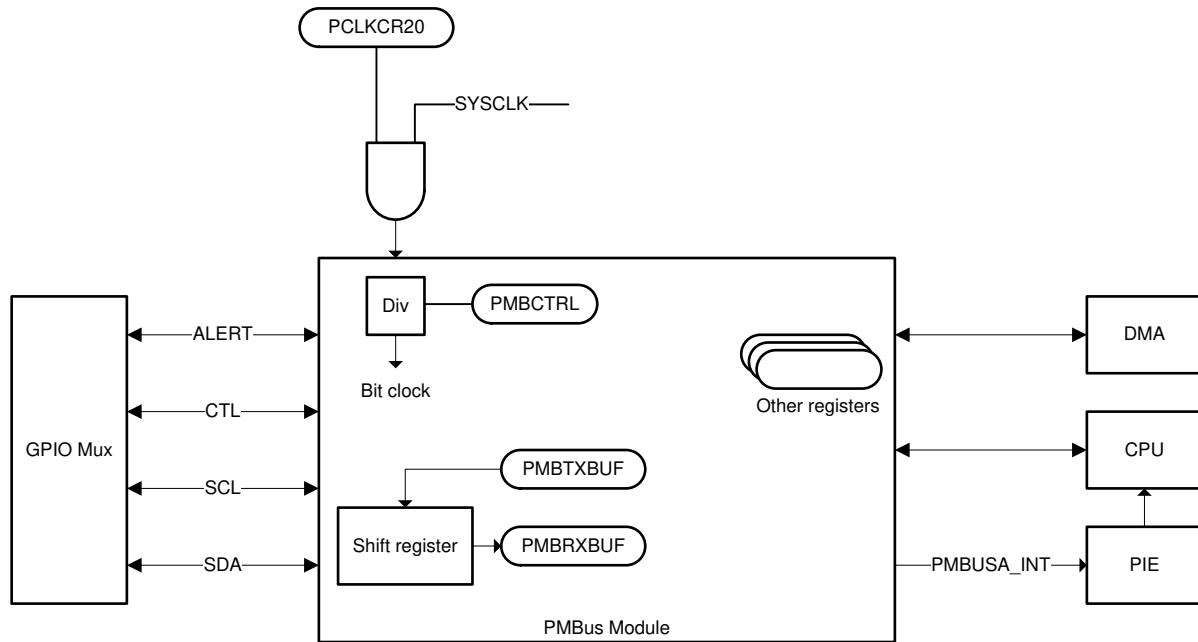 PCLKCR20
SYSCLK
Div
PMBCTRL
ALERT
DMA
Bit clock
Other registers
CTL
GPIO Mux
CPU
PMBTXBUF
SCL
Shift register
PMBRXBUF
SDA
PMBUSA_INT
PIE
PMBus Module